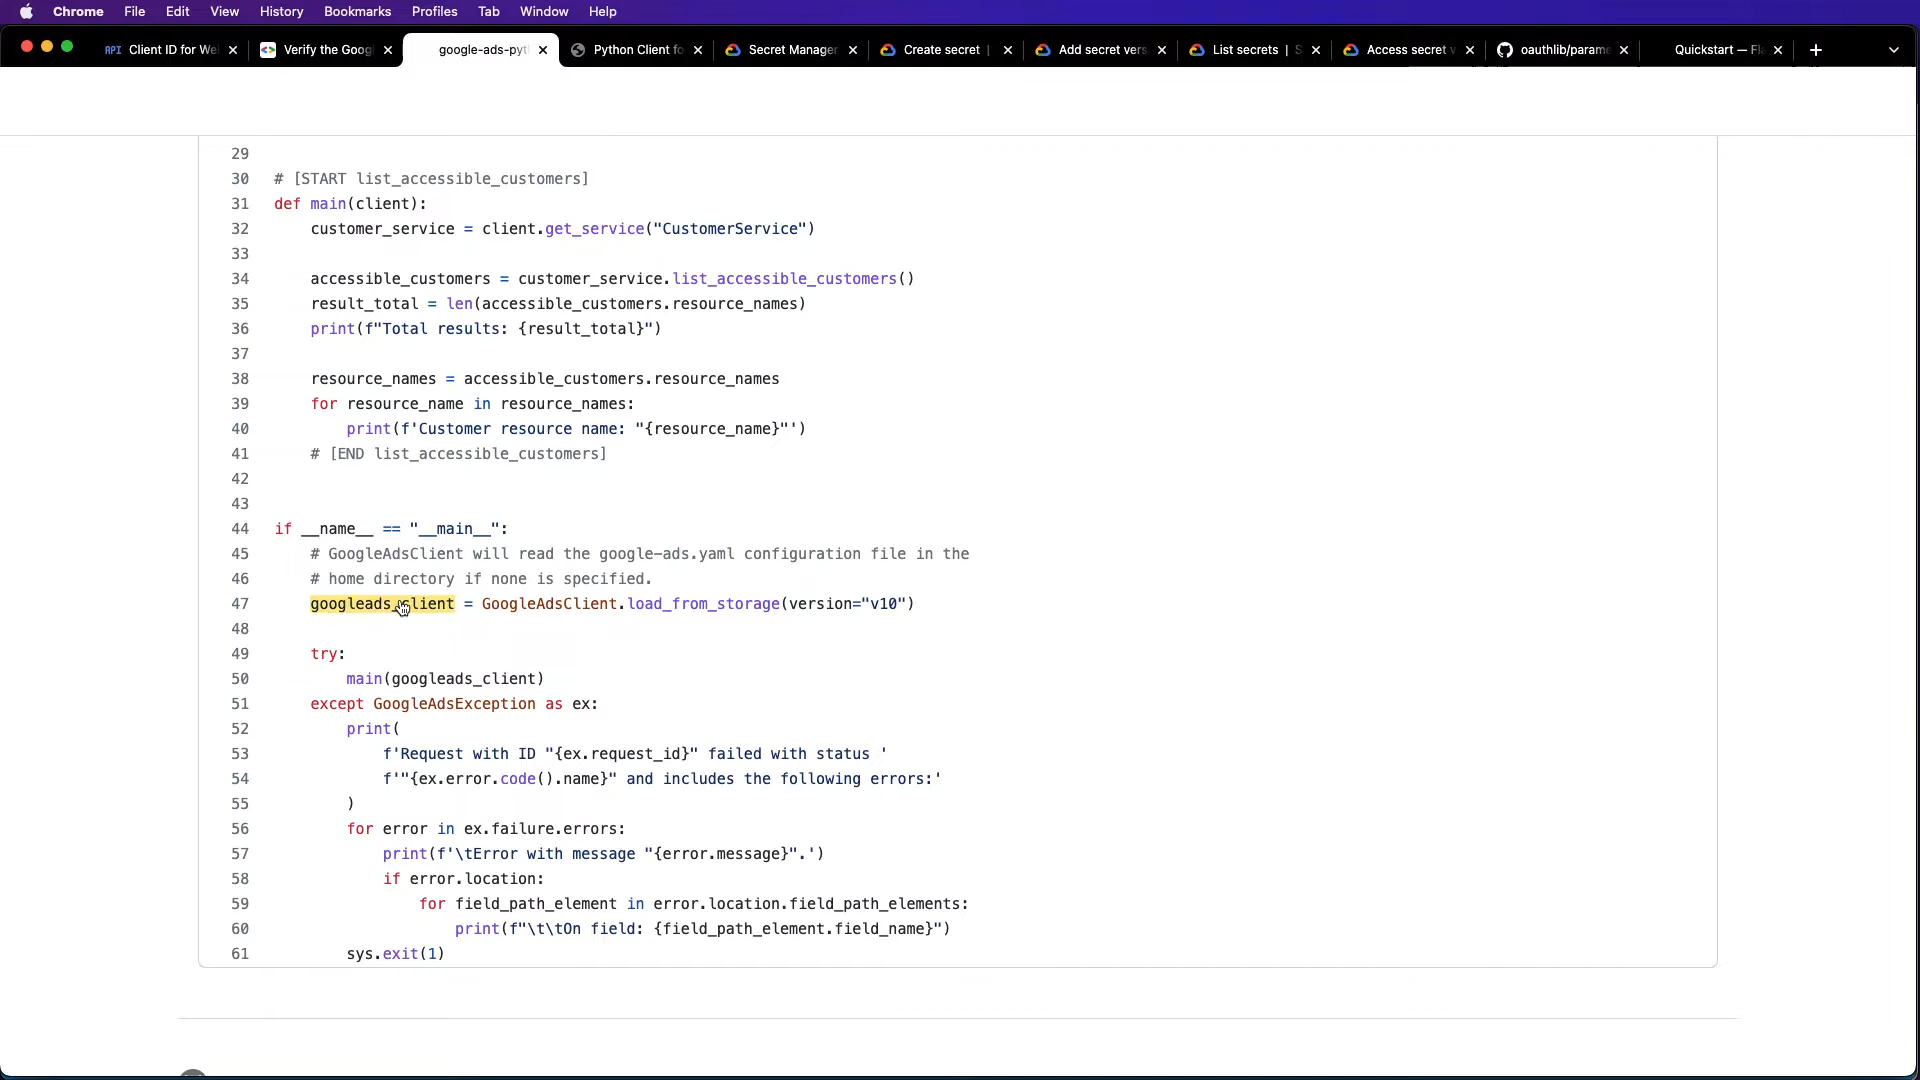 Chrome File Edit View History Bookmarks Profiles Tab Window Help
API Client ID for We Verify the Goog google-ads-pyt Python Client fo Secret Manager Create secret | Add secret vers List secrets | S Access secret v oauthlib/parame Quickstart — Fl
29
30 # [START list_accessible_customers]
31 def main(client):
32 customer_service = client.get_service("CustomerService")
33
34 accessible_customers = customer_service.list_accessible_customers()
35 result_total = len(accessible_customers.resource_names)
36 print(f"Total results: {result_total}")
37
38 resource_names = accessible_customers.resource_names
39 for resource_name in resource_names:
40 print(f'Customer resource name: "{resource_name}"')
41 # [END list_accessible_customers]
42
43
44 if __name__ == "__main__":
45 # GoogleAdsClient will read the google-ads.yaml configuration file in the
46 # home directory if none is specified.
47 googleads_client = GoogleAdsClient.load_from_storage(version="v10")
48
49 try:
50 main(googleads_client)
51 except GoogleAdsException as ex:
52 print(
53 f'Request with ID "{ex.request_id}" failed with status '
54 f'"{ex.error.code().name}" and includes the following errors:'
55 )
56 for error in ex.failure.errors:
57 print(f'\tError with message "{error.message}".')
58 if error.location:
59 for field_path_element in error.location.field_path_elements:
60 print(f"\t\tOn field: {field_path_element.field_name}")
61 sys.exit(1)